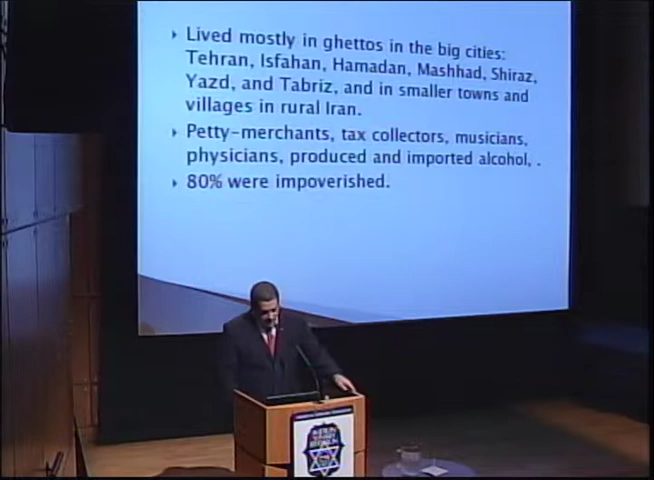 Lived mostly in ghettos in the big cities:
Tehran, Isfahan, Hamadan, Mashhad, Shiraz,
Yazd, and Tabriz, and in smaller towns and
villages in rural Iran.
Petty-merchants, tax collectors, musicians,
physicians, produced and imported alcohol, .
80% were impoverished.